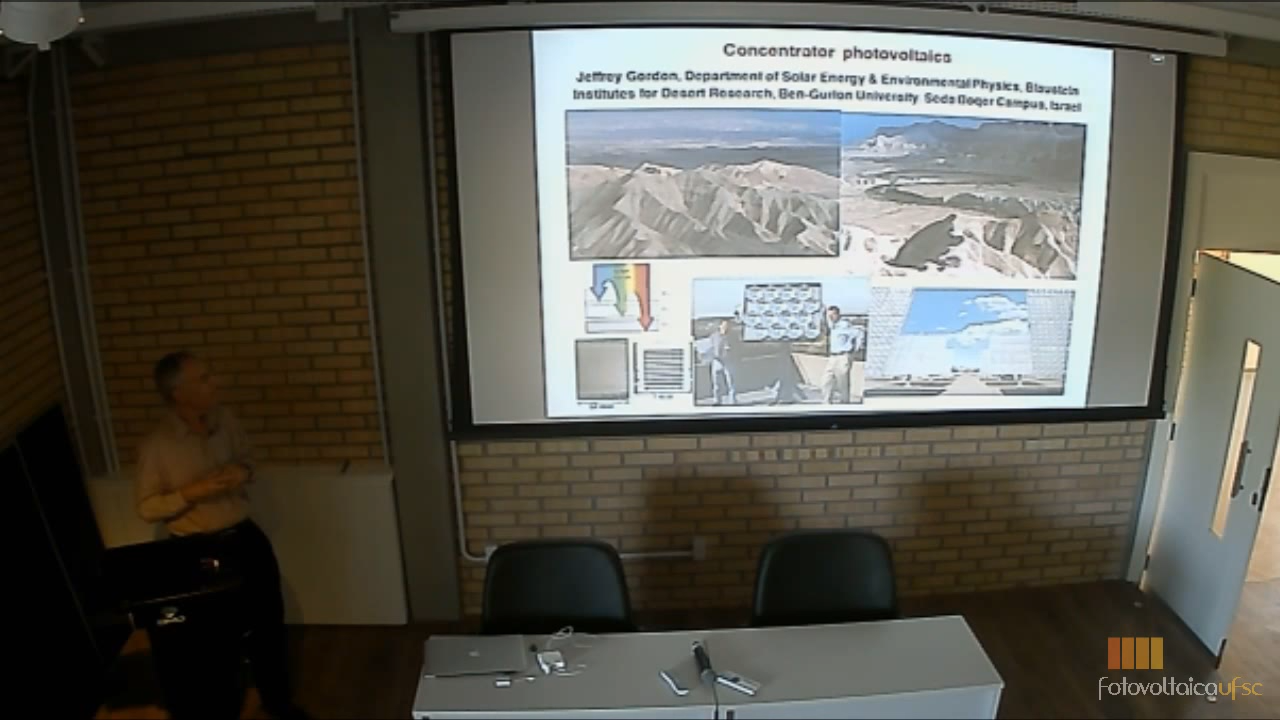 Concentrator photovoltaics
Jeffrey Gordon, Department of Solar Energy & Environmental Physics, Blaustein
Institutes for Desert Research, Ben-Gurion University Sede Boqer Campus, Israel
fotovoltaicaufsc